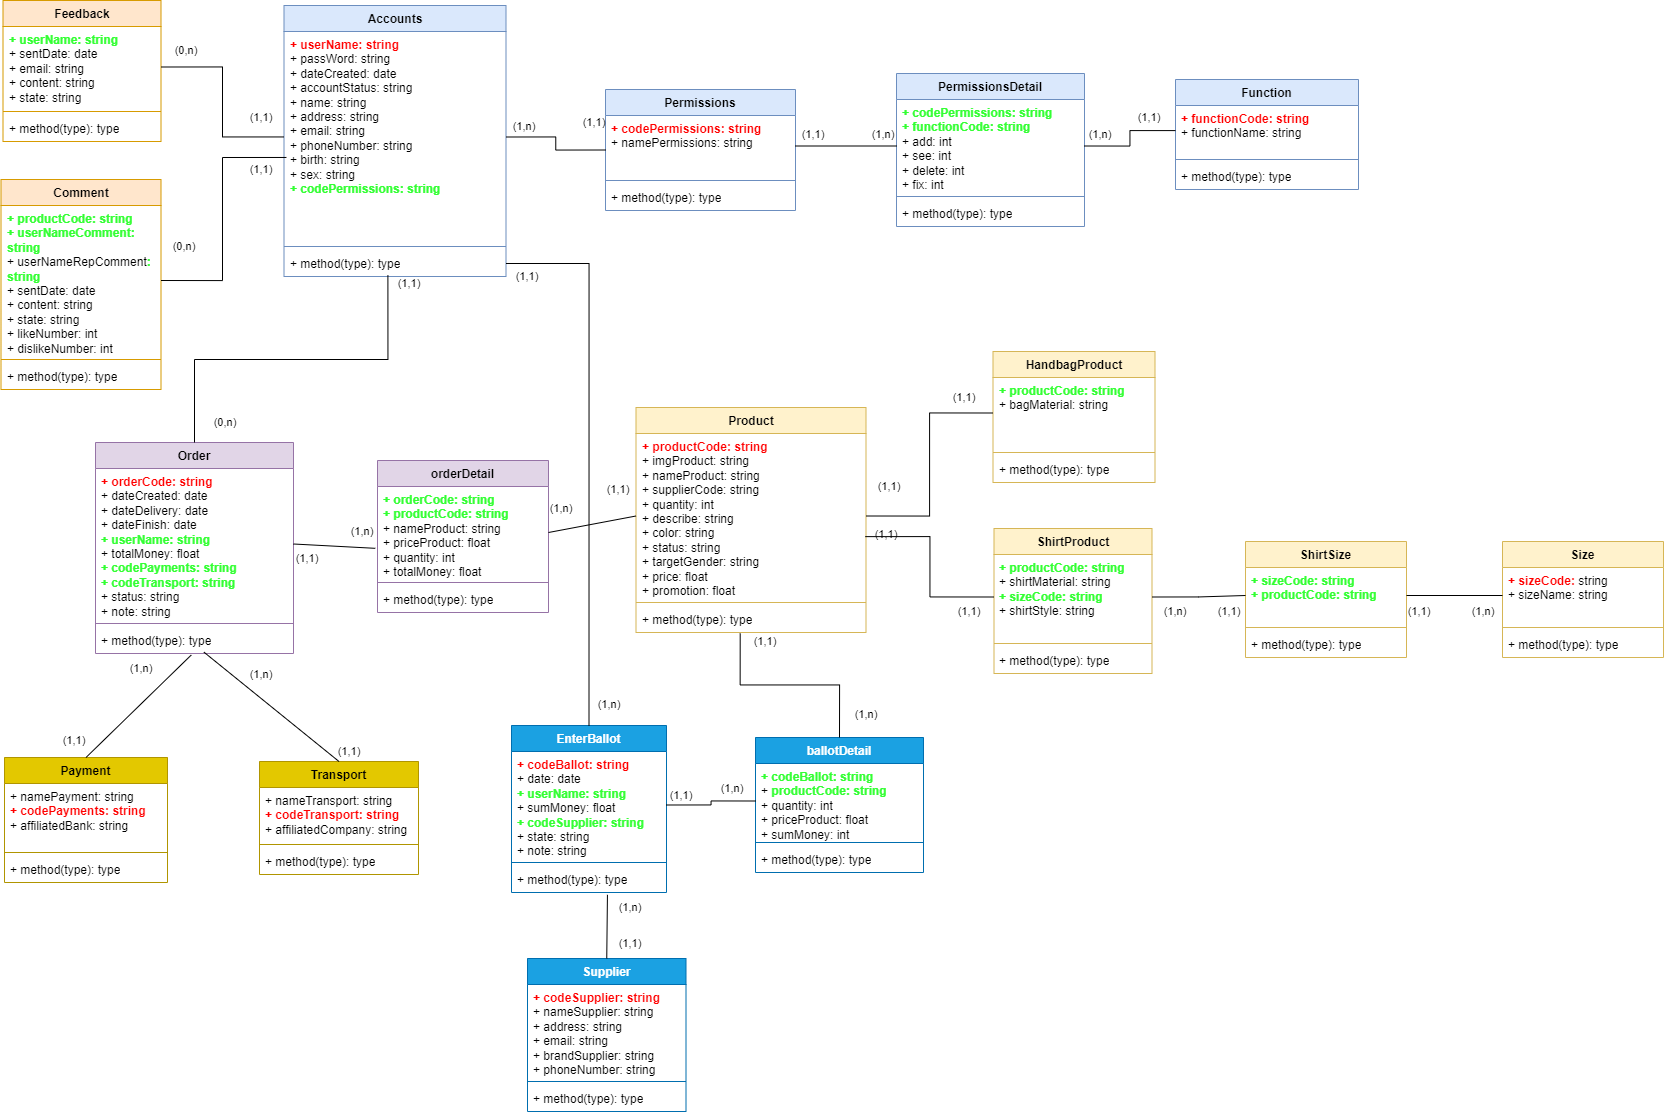 Feedback
+ userName: string
+ sentDate: date
+ email: string
+ content: string
+ state: string
+ method(type): type
(0,n)
(1,1)
Comment
+ productCode: string
+ userNameComment:
string
+ userNameRepComment:
string
+ sentDate: date
+ content: string
+ state: string
+ likeNumber: int
+ dislikeNumber: int
+ method(type): type
(0,n)
(1,1)
Accounts
+ userName: string
+ passWord: string
+ dateCreated: date
+ accountStatus: string
+ name: string
+ address: string
+ email: string
+ phoneNumber: string
+ birth: string
+ sex: string
+ codePermissions: string
+ method(type): type
(1,n)
(1,1)
(1,1)
(1,1)
Permissions
+ codePermissions: string
+ namePermissions: string
+ method(type): type
(1,1)
(1,n)
PermissionsDetail
+ codePermissions: string
+ functionCode: string
+ add: int
+ see: int
+ delete: int
+ fix: int
+ method(type): type
(1,n)
(1,1)
Function
+ functionCode: string
+ functionName: string
+ method(type): type
(0,n)
Order
+ orderCode: string
+ dateCreated: date
+ dateDelivery: date
+ dateFinish: date
+ userName: string
+ totalMoney: float
+ codePayments: string
+ codeTransport: string
+ status: string
+ note: string
+ method(type): type
(1,1)
(1,n)
orderDetail
+ orderCode: string
+ productCode: string
+ nameProduct: string
+ priceProduct: float
+ quantity: int
+ totalMoney: float
+ method(type): type
(1,n)
(1,1)
Product
+ productCode: string
+ imgProduct: string
+ nameProduct: string
+ supplierCode: string
+ quantity: int
+ describe: string
+ color: string
+ status: string
+ targetGender: string
+ price: float
+ promotion: float
+ method(type): type
(1,1)
(1,1)
HandbagProduct
+ productCode: string
+ bagMaterial: string
+ method(type): type
(1,1)
(1,1)
ShirtProduct
+ productCode: string
+ shirtMaterial: string
+ sizeCode: string
+ shirtStyle: string
+ method(type): type
(1,n)
(1,1)
ShirtSize
+ sizeCode: string
+ productCode: string
+ method(type): type
(1,1)
(1,n)
Size
+ sizeCode: string
+ sizeName: string
+ method(type): type
(1,n)
(1,n)
(1,1)
(1,1)
Payment
+ namePayment: string
+ codePayments: string
+ affiliatedBank: string
+ method(type): type
Transport
+ nameTransport: string
+ codeTransport: string
+ affiliatedCompany: string
+ method(type): type
(1,n)
EnterBallot
+ codeBallot: string
+ date: date
+ userName: string
+ sumMoney: float
+ codeSupplier: string
+ state: string
+ note: string
+ method(type): type
(1,1)
(1,n)
(1,1)
(1,n)
ballotDetail
+ codeBallot: string
+ productCode: string
+ quantity: int
+ priceProduct: float
+ sumMoney: int
+ method(type): type
(1,n)
(1,1)
Supplier
+ codeSupplier: string
+ nameSupplier: string
+ address: string
+ email: string
+ brandSupplier: string
+ phoneNumber: string
+ method(type): type